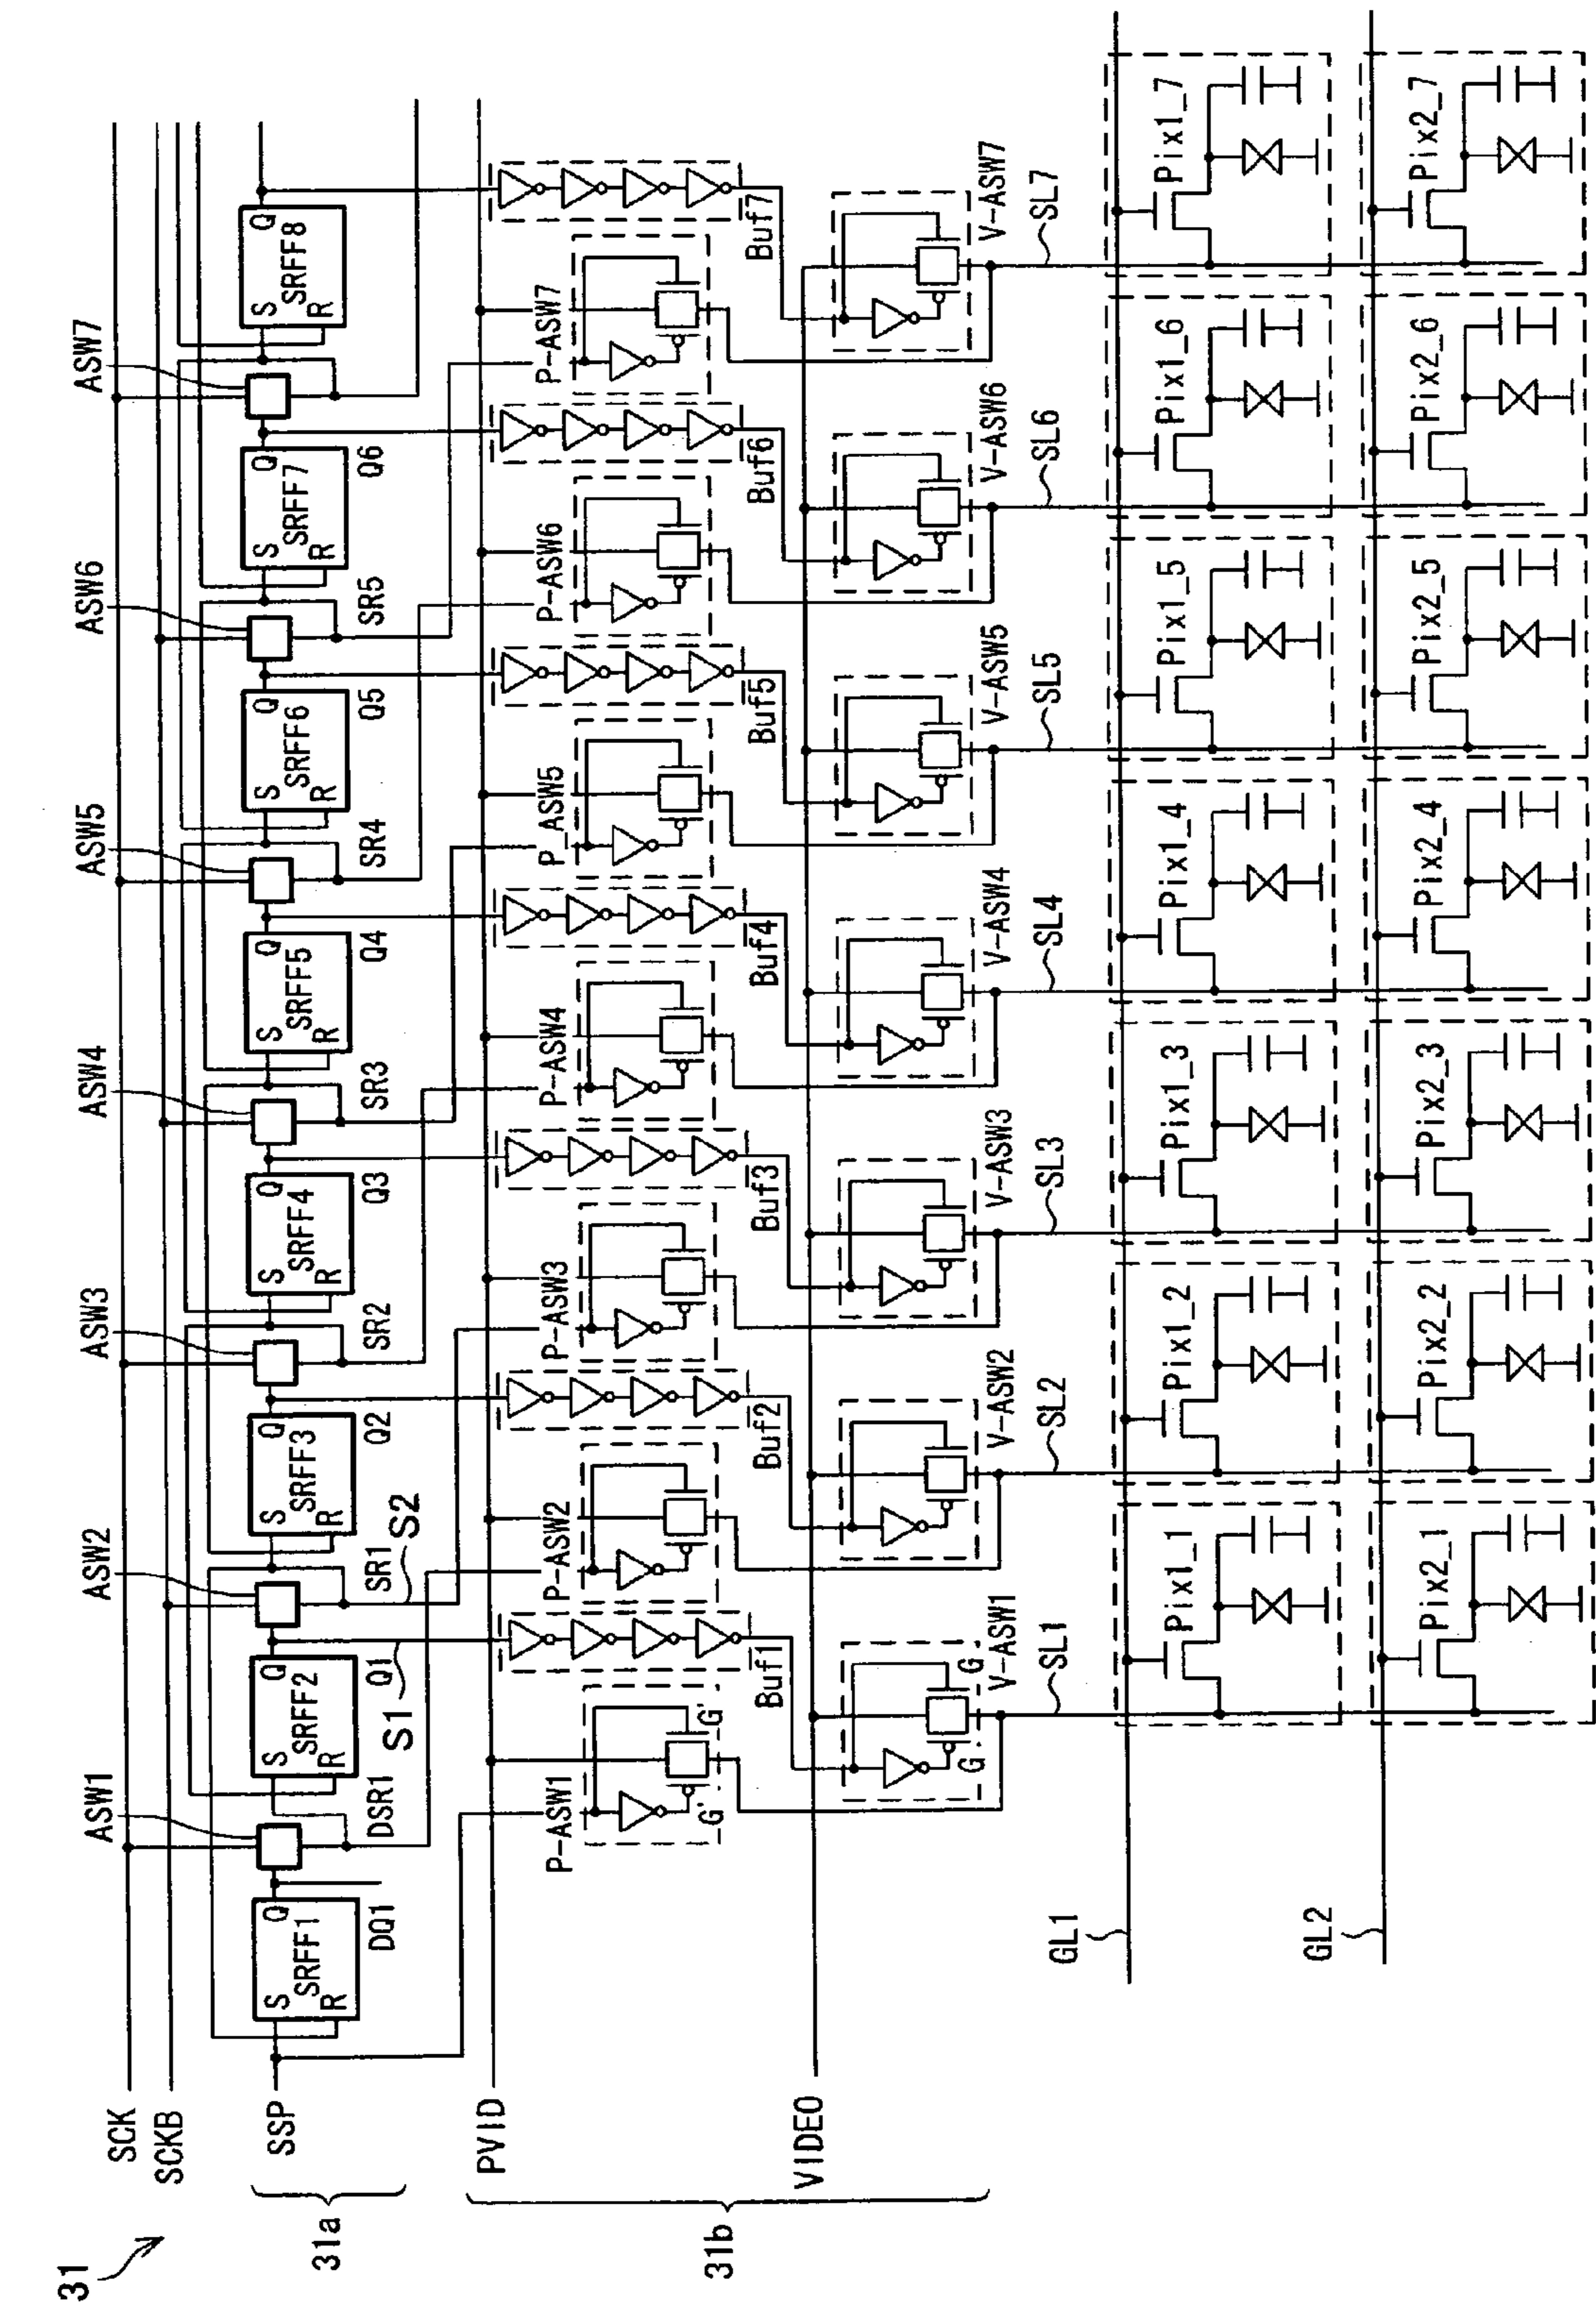 31
31a
31b
SCK
SCKB
SSP
PVID
VIDEO
GL1
GL2
ASW1
ASW2
ASW3
ASW4
ASW5
ASW6
ASW7
S SRFF1 Q R
S SRFF2 Q R
S SRFF3 Q R
S SRFF4 Q R
S SRFF5 Q R
S SRFF6 Q R
S SRFF7 Q R
S SRFF8 Q R
DQ1
DSR1
Q1
SR1
Q2
SR2
Q3
SR3
Q4
SR4
Q5
SR5
Q6
S1
S2
P-ASW1
P-ASW2
P-ASW3
P-ASW4
P_ASW5
P-ASW6
P-ASW7
G'
G'
Buf1
Buf2
Buf3
Buf4
Buf5
Buf6
Buf7
G
G
V-ASW1
V-ASW2
V-ASW3
V-ASW4
V-ASW5
V-ASW6
V-ASW7
SL1
SL2
SL3
SL4
SL5
SL6
SL7
Pix1_1
Pix1_2
Pix1_3
Pix1_4
Pix1_5
Pix1_6
Pix1_7
Pix2_1
Pix2_2
Pix2_3
Pix2_4
Pix2_5
Pix2_6
Pix2_7